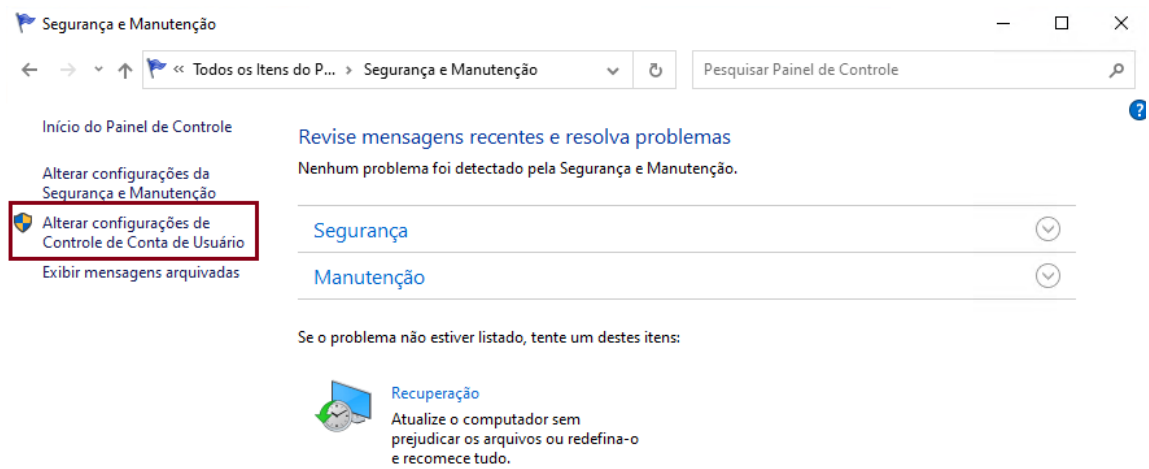 Segurança e Manutenção
« Todos os Itens do P... › Segurança e Manutenção
Pesquisar Painel de Controle
?
Início do Painel de Controle
Alterar configurações da
Segurança e Manutenção
Alterar configurações de
Controle de Conta de Usuário
Exibir mensagens arquivadas
Revise mensagens recentes e resolva problemas
Nenhum problema foi detectado pela Segurança e Manutenção.
Segurança
Manutenção
Se o problema não estiver listado, tente um destes itens:
Recuperação
Atualize o computador sem
prejudicar os arquivos ou redefina-o
e recomece tudo.